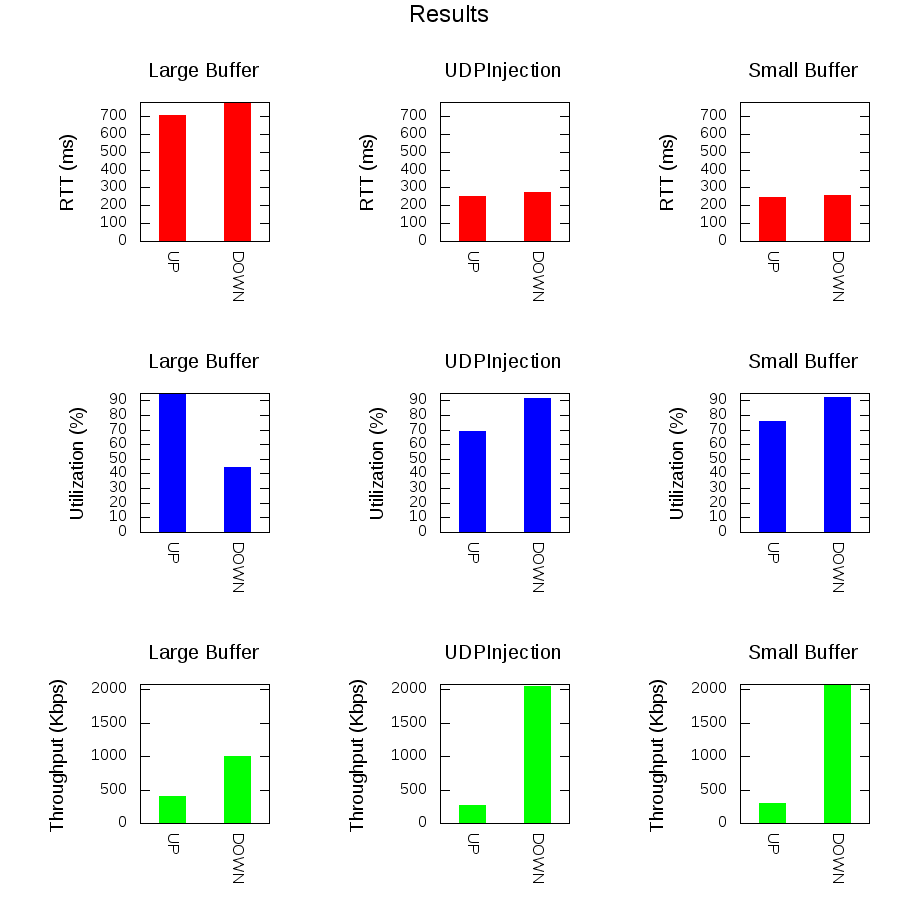 Results
Large Buffer
RTT (ms)
700
600
500
400
300
200
100
0
UP
DOWN
UDPInjection
RTT (ms)
700
600
500
400
300
200
100
0
UP
DOWN
Small Buffer
RTT (ms)
700
600
500
400
300
200
100
0
UP
DOWN
Large Buffer
Utilization (%)
90
80
70
60
50
40
30
20
10
0
UP
DOWN
UDPInjection
Utilization (%)
90
80
70
60
50
40
30
20
10
0
UP
DOWN
Small Buffer
Utilization (%)
90
80
70
60
50
40
30
20
10
0
UP
DOWN
Large Buffer
Throughput (Kbps)
2000
1500
1000
500
0
UP
DOWN
UDPInjection
Throughput (Kbps)
2000
1500
1000
500
0
UP
DOWN
Small Buffer
Throughput (Kbps)
2000
1500
1000
500
0
UP
DOWN